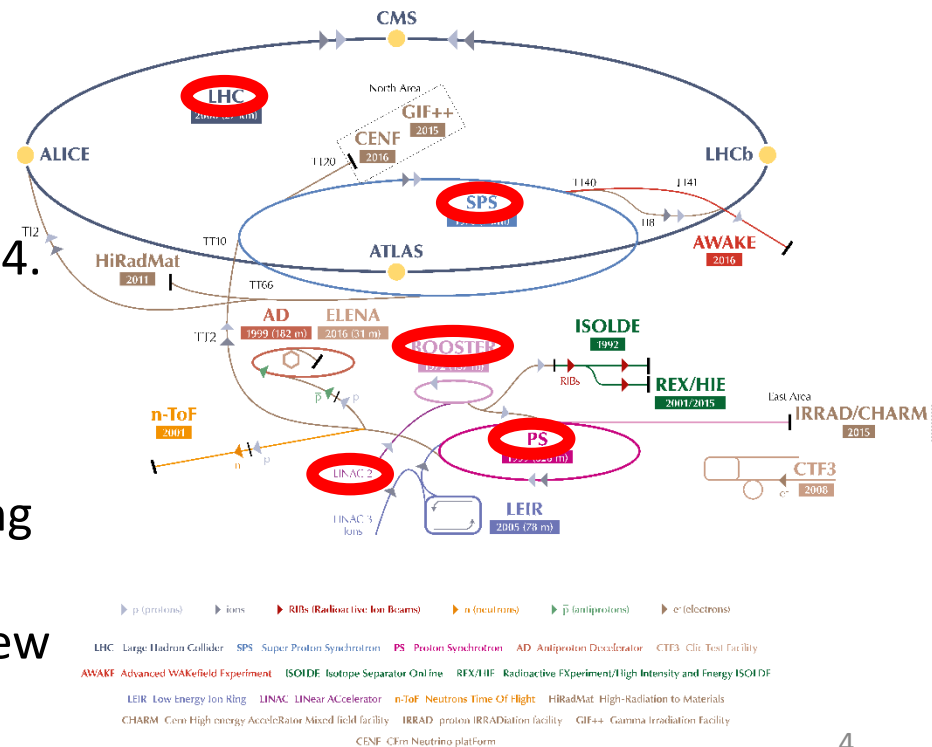 CMS
LHC
North Area
GIF++
2015
CENF
2016
TT20
ALICE
LHCb
TT40
TT41
SPS
TI8
TI2
TT10
ATLAS
AWAKE
2016
4.
HiRadMat
2011
TT66
AD
1999 (182 m)
ELENA
2016 (31 m)
TT2
BOOSTER
ISOLDE
1992
p
p
RIBs
REX/HIE
2001/2015
n-ToF
2001
East Area
IRRAD/CHARM
2015
n
p
PS
LINAC 2
CTF3
e-
2008
ng
LINAC 3
Ions
LEIR
2005 (78 m)
p (protons) ions RIBs (Radioactive Ion Beams) n (neutrons) p̄ (antiprotons) e- (electrons)
ew
LHC Large Hadron Collider SPS Super Proton Synchrotron PS Proton Synchrotron AD Antiproton Decelerator CTF3 Clic Test Facility
AWAKE Advanced WAKefield Experiment ISOLDE Isotope Separator OnLine REX/HIE Radioactive EXperiment/High Intensity and Energy ISOLDE
LEIR Low Energy Ion Ring LINAC LINear ACcelerator n-ToF Neutrons Time Of Flight HiRadMat High-Radiation to Materials
CHARM Cern High energy AcceleRator Mixed field facility IRRAD proton IRRADiation facility GIF++ Gamma Irradiation Facility
CENF CErn Neutrino platForm
4